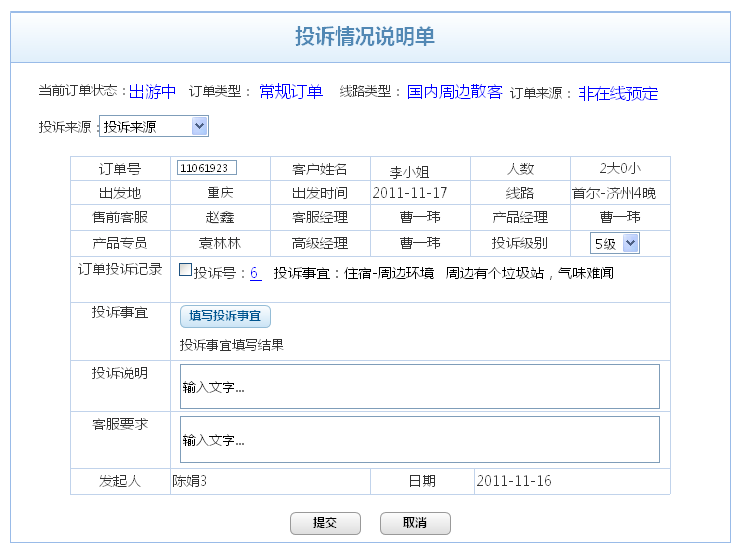 投诉情况说明单
当前订单状态：出游中 订单类型： 常规订单 线路类型： 国内周边散客 订单来源： 非在线预定
投诉来源： 投诉来源
订单号 11061923 客户姓名 李小姐 人数 2大0小
出发地 重庆 出发时间 2011-11-17 线路 首尔-济州4晚
售前客服 赵鑫 客服经理 曹一玮 产品经理 曹一玮
产品专员 袁林林 高级经理 曹一玮 投诉级别 5级
订单投诉记录 投诉号：6 投诉事宜：住宿-周边环境 周边有个垃圾站，气味难闻
投诉事宜 填写投诉事宜
投诉事宜填写结果
投诉说明 输入文字...
客服要求 输入文字...
发起人 陈娟3 日期 2011-11-16
提交 取消